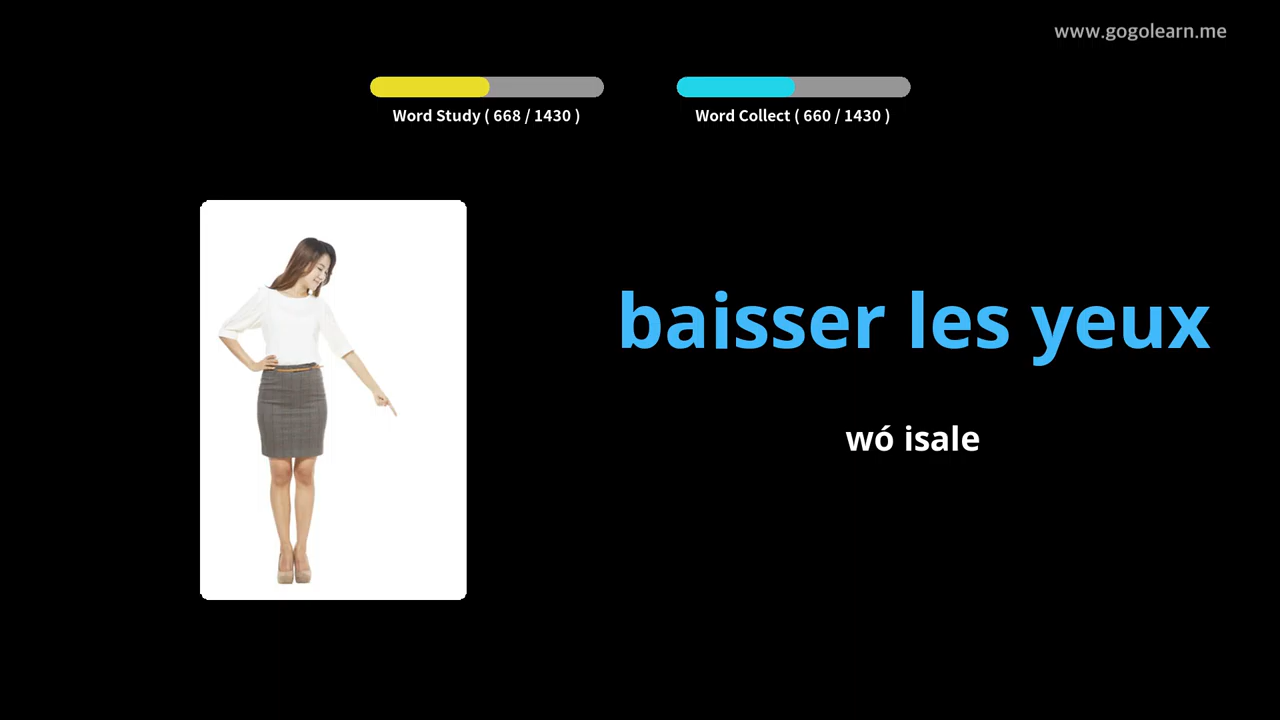 www.gogolearn.me
Word Study ( 668 / 1430 )
Word Collect ( 660 / 1430 )
baisser les yeux
wó isale